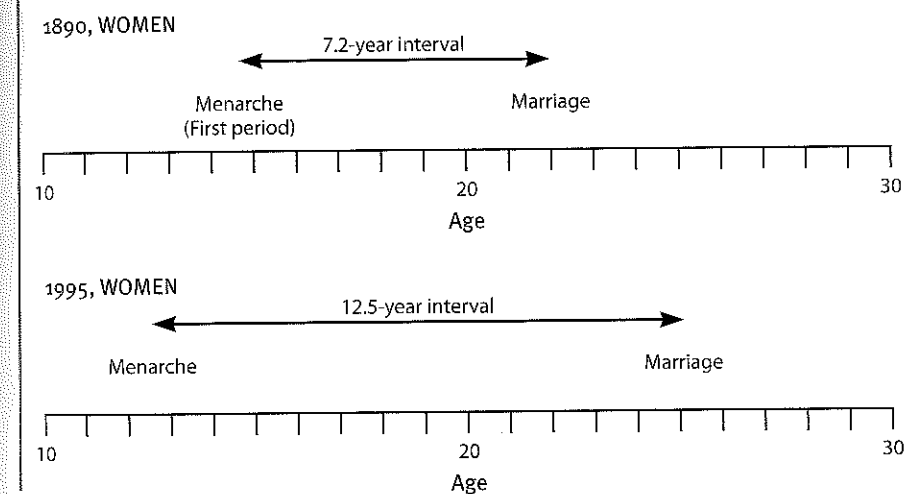 1890, WOMEN
7.2-year interval
Menarche
(First period)
Marriage
10
20
30
Age
1995, WOMEN
12.5-year interval
Menarche
Marriage
10
20
30
Age